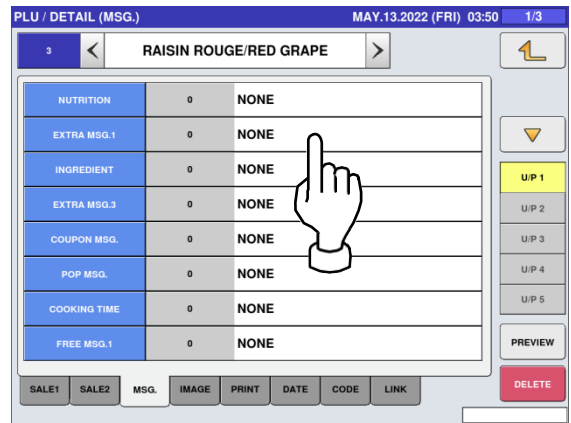 PLU / DETAIL (MSG.) MAY.13.2022 (FRI) 03:50 1/3
3 RAISIN ROUGE/RED GRAPE
NUTRITION 0 NONE
EXTRA MSG.1 0 NONE
INGREDIENT 0 NONE
EXTRA MSG.3 0 NONE
COUPON MSG. 0 NONE
POP MSG. 0 NONE
COOKING TIME 0 NONE
FREE MSG.1 0 NONE
U/P 1
U/P 2
U/P 3
U/P 4
U/P 5
PREVIEW
DELETE
SALE1 SALE2 MSG. IMAGE PRINT DATE CODE LINK